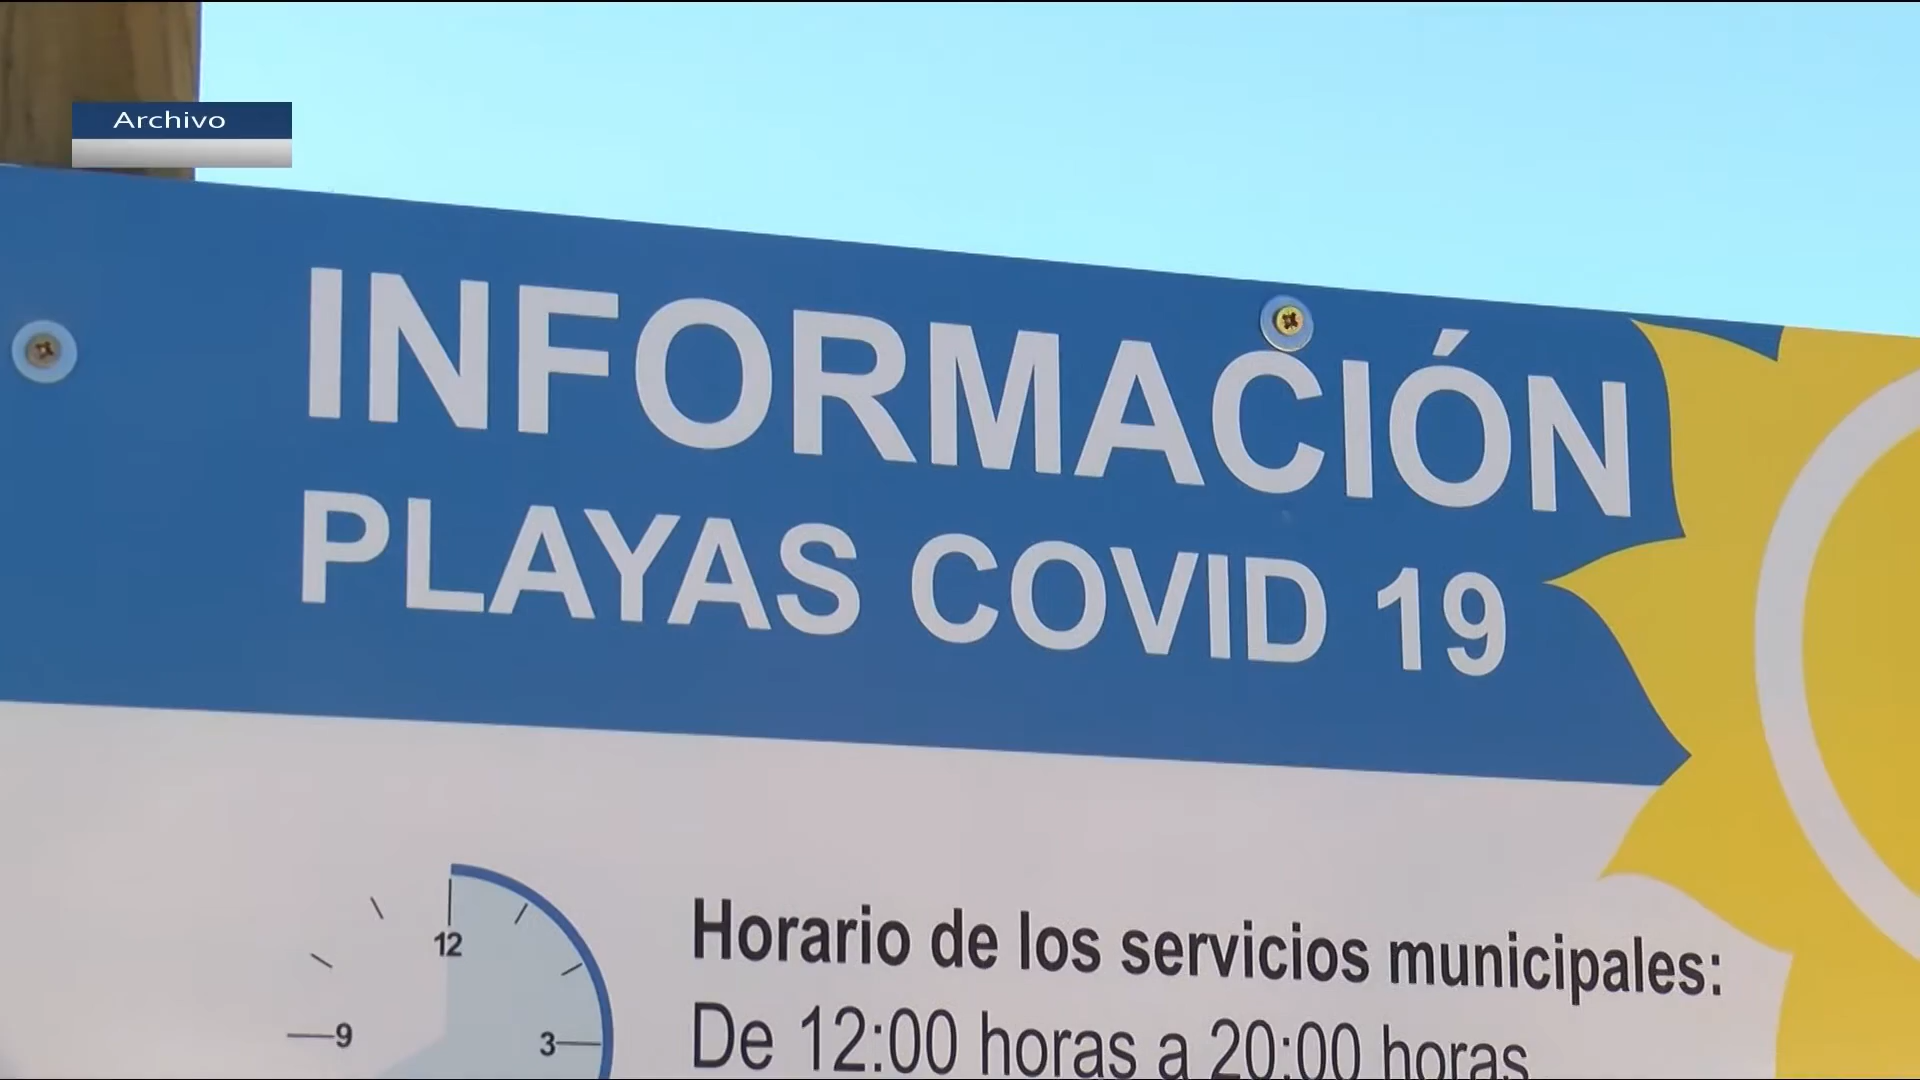 Archivo
INFORMACIÓN
PLAYAS COVID 19
12
9
3
Horario de los servicios municipales:
De 12:00 horas a 20:00 horas